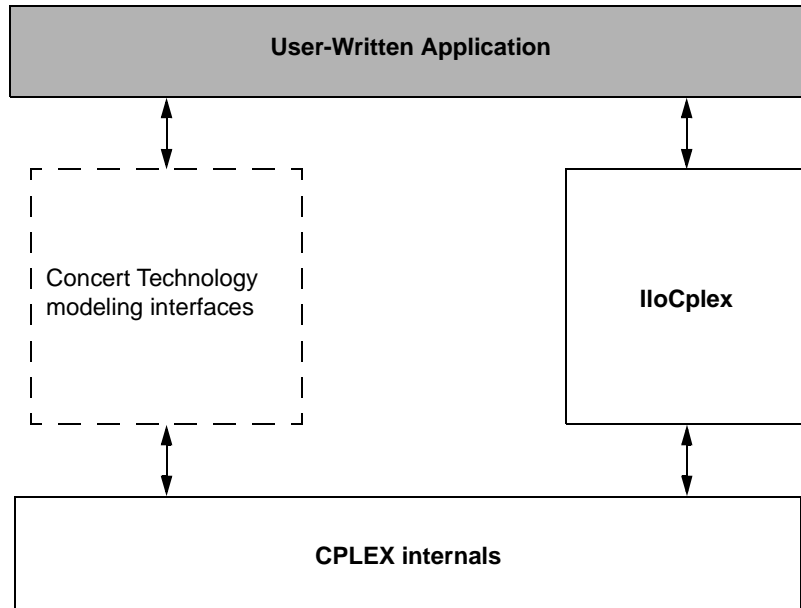 User-Written Application
Concert Technology
modeling interfaces
IloCplex
CPLEX internals